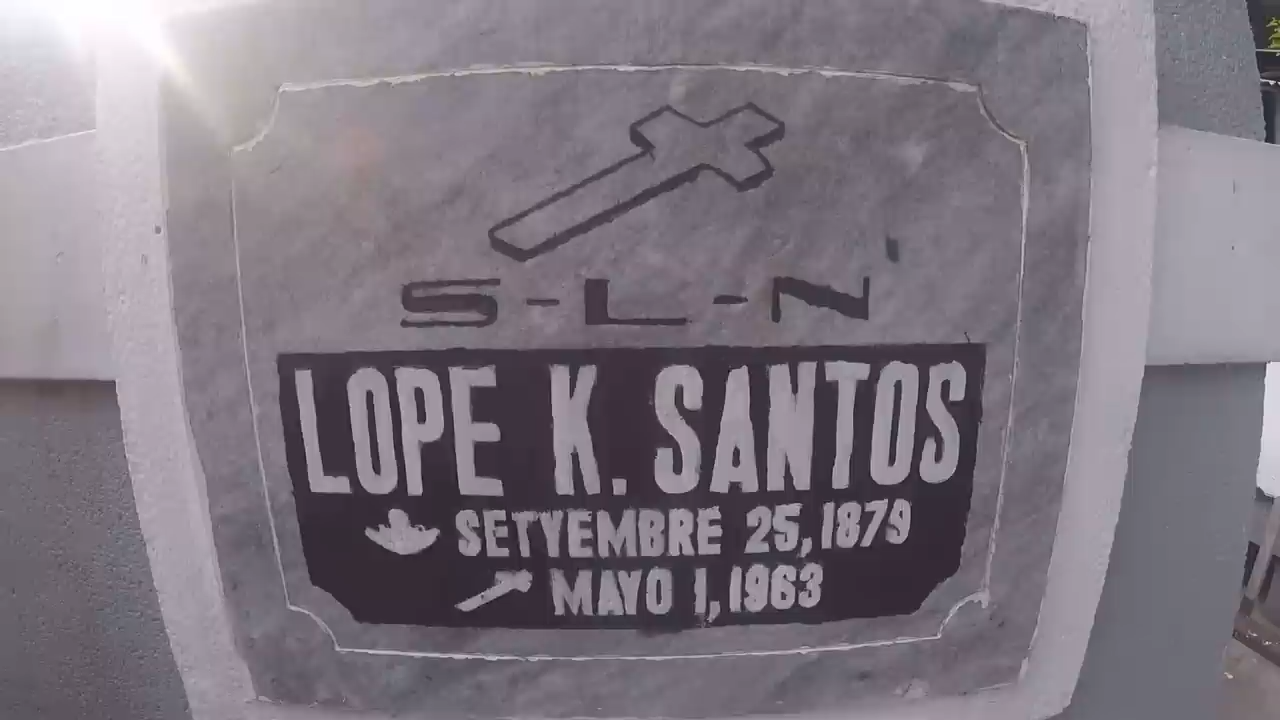 S-L-N
LOPE K. SANTOS
SETYEMBRE 25, 1879
MAYO 1, 1963